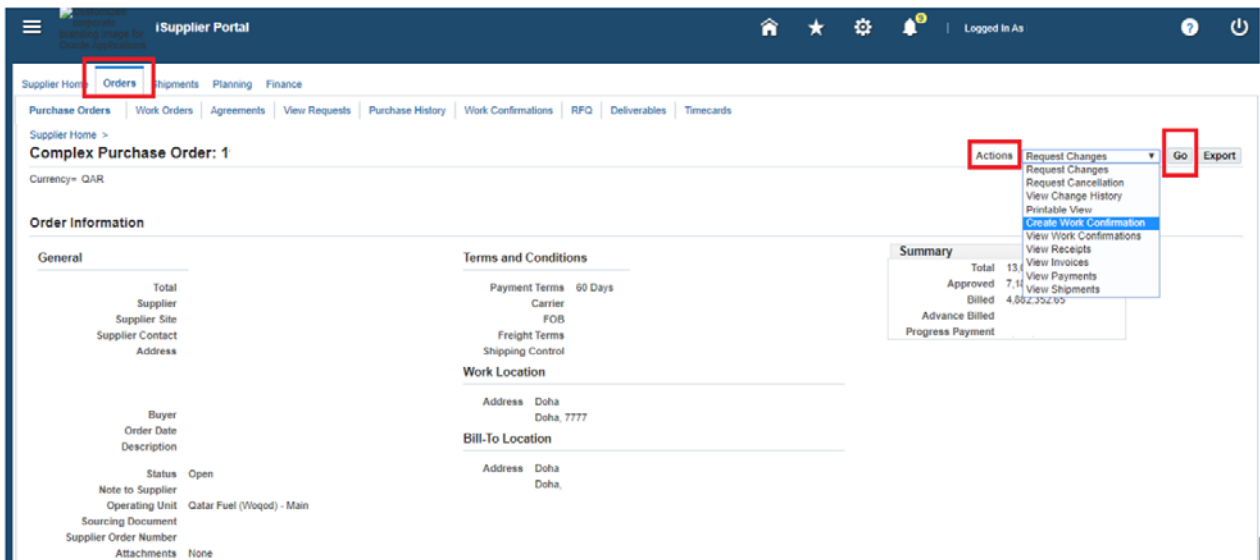 iSupplier Portal
Logged In As
Supplier Home Orders Shipments Planning Finance
Purchase Orders Work Orders Agreements View Requests Purchase History Work Confirmations RFQ Deliverables Timecards
Supplier Home >
Complex Purchase Order: 1
Actions Request Changes Go Export
Currency= QAR
Request Changes
Request Cancellation
View Change History
Printable View
Create Work Confirmation
View Work Confirmations
View Receipts
View Invoices
View Payments
View Shipments
Order Information
General
Total
Supplier
Supplier Site
Supplier Contact
Address
Buyer
Order Date
Description
Status Open
Note to Supplier
Operating Unit Qatar Fuel (Woqod) - Main
Sourcing Document
Supplier Order Number
Attachments None
Terms and Conditions
Payment Terms 60 Days
Carrier
FOB
Freight Terms
Shipping Control
Work Location
Address Doha
Doha, 7777
Bill-To Location
Address Doha
Doha,
Summary
Total 13,
Approved 7,18
Billed 4,882,352.65
Advance Billed
Progress Payment